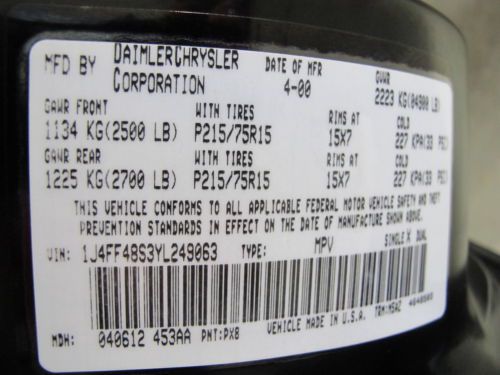 MFD BY DAIMLERCHRYSLER CORPORATION DATE OF MFR 4-00 GVWR 2223 KG(04900 LB)
GAWR FRONT WITH TIRES RIMS AT COLD
1134 KG(2500 LB) P215/75R15 15X7 227 KPA(33 PSI)
GAWR REAR WITH TIRES RIMS AT COLD
1225 KG(2700 LB) P215/75R15 15X7 227 KPA(33 PSI)
THIS VEHICLE CONFORMS TO ALL APPLICABLE FEDERAL MOTOR VEHICLE SAFETY AND THEFT
PREVENTION STANDARDS IN EFFECT ON THE DATE OF MANUFACTURE SHOWN ABOVE.
VIN: 1J4FF48S3YL249063 TYPE: MPV SINGLE X DUAL
MDH: 040612 453AA PNT:PX8 VEHICLE MADE IN U.S.A.